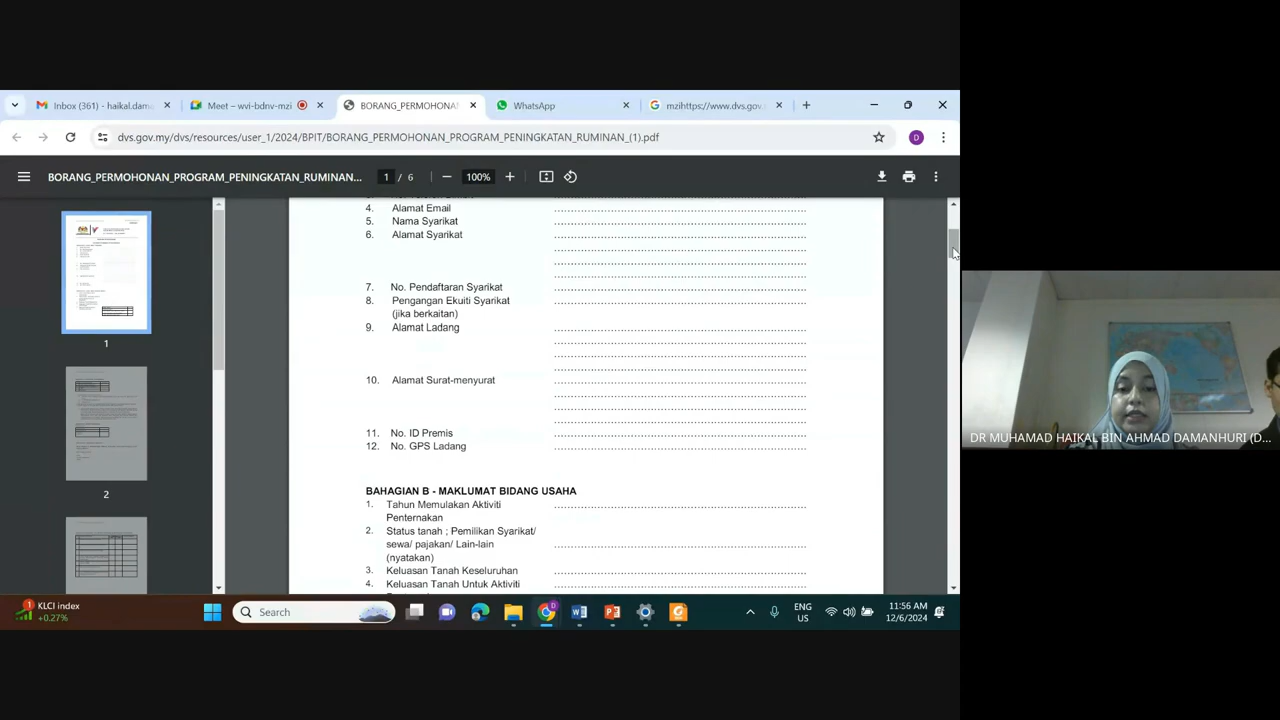 Inbox (361) - haikal.dam
Meet – wvi-bdnv-mzi
BORANG_PERMOHONAN
WhatsApp
mzihttps://www.dvs.gov.
dvs.gov.my/dvs/resources/user_1/2024/BPIT/BORANG_PERMOHONAN_PROGRAM_PENINGKATAN_RUMINAN_(1).pdf
D
BORANG_PERMOHONAN_PROGRAM_PENINGKATAN_RUMINAN...
1 / 6
100%
4. Alamat Email
5. Nama Syarikat
6. Alamat Syarikat
7. No. Pendaftaran Syarikat
8. Pengangan Ekuiti Syarikat
(jika berkaitan)
9. Alamat Ladang
10. Alamat Surat-menyurat
11. No. ID Premis
12. No. GPS Ladang
BAHAGIAN B - MAKLUMAT BIDANG USAHA
1. Tahun Memulakan Aktiviti
Penternakan
2. Status tanah ; Pemilikan Syarikat/
sewa/ pajakan/ Lain-lain
(nyatakan)
3. Keluasan Tanah Keseluruhan
4. Keluasan Tanah Untuk Aktiviti
1
2
DR MUHAMAD HAIKAL BIN AHMAD DAMANHURI (D...
1
KLCI index
+0.27%
Search
ENG
US
11:56 AM
12/6/2024